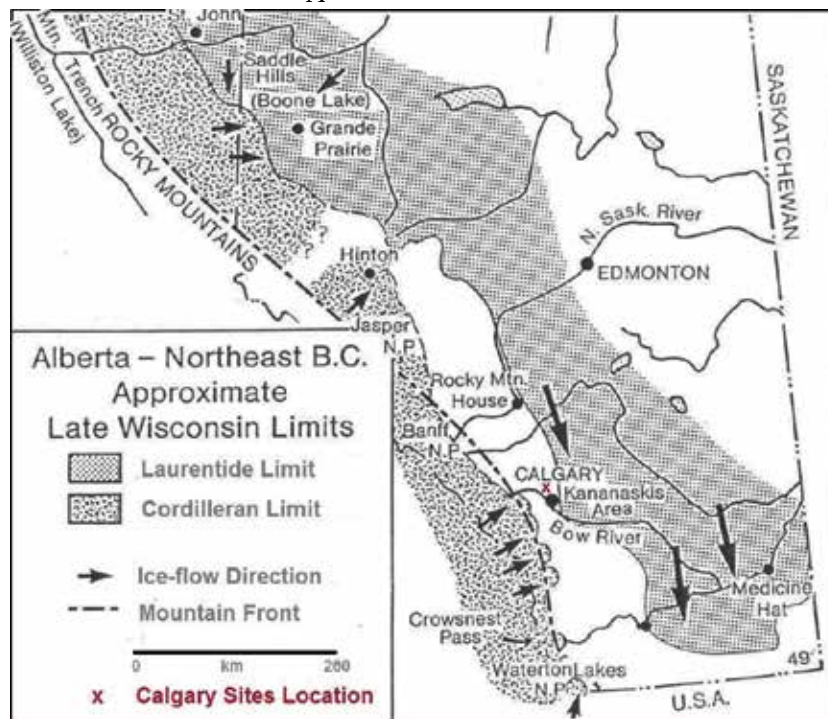 St. John
Mtn.
Trench
(Williston Lake)
ROCKY MOUNTAINS
Saddle
Hills
(Boone Lake)
Grande
Prairie
SASKATCHEWAN
N. Sask. River
EDMONTON
?
?
Hinton
Jasper
N.P.
Rocky Mtn.
House
Banff
N.P.
CALGARY
x
Kananaskis
Area
Bow River
Medicine
Hat
Crowsnest
Pass
Waterton Lakes
N.P.
49°
U.S.A.
Alberta – Northeast B.C.
Approximate
Late Wisconsin Limits
Laurentide Limit
Cordilleran Limit
Ice-flow Direction
Mountain Front
0 km 200
x Calgary Sites Location